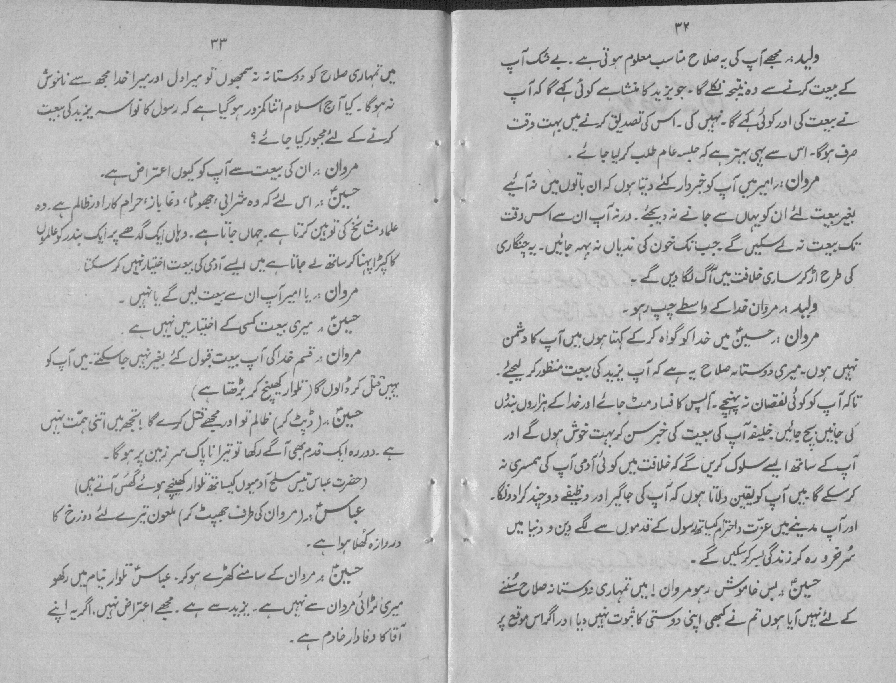 ۳۲
ولید :۔ مجھے آپ کی یہ صلاح مناسب معلوم ہوتی ہے ۔ بے شک آپ
کے بیعت کرنے سے وہ نتیجہ نکلے گا ۔ جو یزید کا منشا ہے کوئی کہے گا کہ آپ
نے بیعت کی اور کوئی کہے گا ۔ نہیں کی ۔ اس کی تصدیق کرنے میں بہت وقت
صرف ہوگا ۔ اس سے یہی بہتر ہے کہ جلسہ عام طلب کر لیا جائے ۔
مروان :۔ امیر میں آپ کو خبردار کئے دیتا ہوں کہ ان باتوں میں نہ آئیے
بغیر بیعت لئے ان کو یہاں سے جانے نہ دیجئے ۔ ورنہ آپ ان سے اس وقت
تک بیعت نہ لے سکیں گے جب تک خون کی ندیاں نہ بہہ جائیں ۔ یہ چنگاری
کی طرح اڑ کر ساری خلافت میں آگ لگا دیں گے ۔
ولید :۔ مروان خدا کے واسطے چپ رہو ۔
مروان :۔ حسینؑ میں خدا کو گواہ کر کے کہتا ہوں میں آپ کا دشمن
نہیں ہوں ۔ میری دوستانہ صلاح یہ ہے کہ آپ یزید کی بیعت منظور کر لیجئے ۔
تاکہ آپ کو کوئی نقصان نہ پہنچے ۔ آپس کا فساد مٹ جائے اور خدا کے ہزاروں بندوں
کی جانیں بچ جائیں خلیفہ آپ کی بیعت کی خبر سن کر بہت خوش ہوں گے اور
آپ کے ساتھ ایسے سلوک کریں گے کہ خلافت میں کوئی آدمی آپ کی ہمسری نہ
کر سکے گا میں آپ کو یقین دلاتا ہوں کہ آپ کی جاگیر اور وظیفے دوچند کرا دونگا ۔
اور آپ مدینے میں عزت و احترام کیساتھ رسول کے قدموں سے لگے دین و دنیا میں
سرخرو رہ کر زندگی بسر کر سکیں گے ۔
حسینؑ :۔ بس خاموش رہو مروان ! میں تمہاری دوستانہ صلاح سننے
کے لئے نہیں آیا ہوں تم نے کبھی اپنی دوستی کا ثبوت نہیں دیا اور اگر اس موقع پر
۳۳
میں تمہاری صلاح کو دوستانہ نہ سمجھوں تو میرا دل اور میرا خدا مجھ سے ناخوش
نہ ہوگا ۔ کیا آج اسلام اتنا کمزور ہو گیا ہے کہ رسول کا نواسہ یزید کی بیعت
کرنے کے لئے مجبور کیا جائے ؟
مروان :۔ ان کی بیعت سے آپ کو کیوں اعتراض ہے ۔
حسینؑ :۔ اس لئے کہ وہ شرابی ، جھوٹا ، دغا باز ، حرام کار اور ظالم ہے ۔ وہ
علماء مشائخ کی توہین کرتا ہے ۔ جہاں جاتا ہے ۔ وہاں ایک گدھے پر ایک بندر کو عالموں
کا کپڑا پہنا کر ساتھ لے جاتا ہے میں ایسے آدمی کی بیعت اختیار نہیں کر سکتا
مروان :۔ یا امیر آپ ان سے بیعت لیں گے یا نہیں ۔
حسینؑ :۔ میری بیعت کسی کے اختیار میں نہیں ہے
مروان :۔ قسم خدا کی آپ بیعت قبول کئے بغیر نہیں جا سکتے ۔ میں آپ کو
یہیں قتل کر ڈالوں گا (تلوار کھینچ کر بڑھتا ہے)
حسینؑ :۔ (ڈپٹ کر) ظالم تو اور مجھے قتل کرے گا ! تجھ میں اتنی ہمت نہیں
ہے ۔ دور رہ ایک قدم بھی آگے رکھا تو تیرا ناپاک سر زمین پر ہوگا ۔
(حضرت عباسؑ تیس مسلح آدمیوں کیساتھ تلوار کھینچے ہوئے گھس آتے ہیں)
عباسؑ :۔ (مروان کی طرف جھپٹ کر) ملعون تیرے لئے دوزخ کا
دروازہ کھلا ہوا ہے ۔
حسینؑ :۔ مروان کے سامنے کھڑے ہو کر ۔ عباسؑ تلوار نیام میں رکھو
میری لڑائی مروان سے نہیں ہے ۔ یزید سے ہے ۔ مجھے اعتراض نہیں ، اگر یہ اپنے
آقا کا وفادار خادم ہے ۔